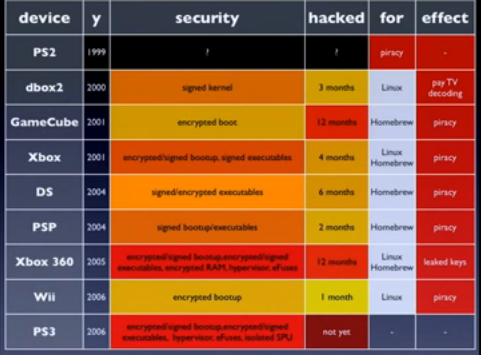 device y security hacked for effect
PS2 1999 ? ? piracy -
dbox2 2000 signed kernel 3 months Linux pay TV
decoding
GameCube 2001 encrypted boot 12 months Homebrew piracy
Xbox 2001 encrypted/signed bootup, signed executables 4 months Linux
Homebrew piracy
DS 2004 signed/encrypted executables 6 months Homebrew piracy
PSP 2004 signed bootup/executables 2 months Homebrew piracy
Xbox 360 2005 encrypted/signed bootup,encrypted/signed
executables, encrypted RAM, hypervisor, eFuses 12 months Linux
Homebrew leaked keys
Wii 2006 encrypted bootup 1 month Linux piracy
PS3 2006 encrypted/signed bootup,encrypted/signed
executables, hypervisor, eFuses, isolated SPU not yet - -